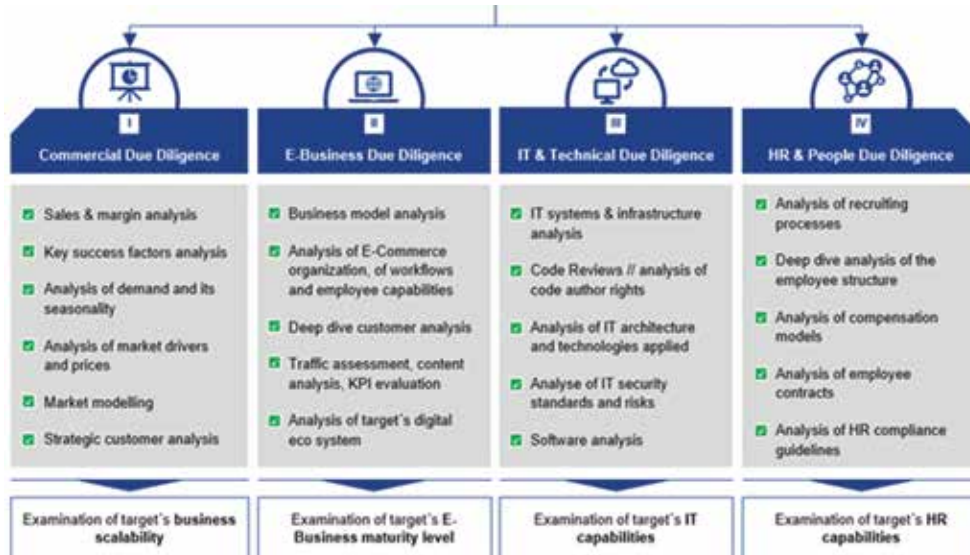 I
Commercial Due Diligence
Sales & margin analysis
Key success factors analysis
Analysis of demand and its
seasonality
Analysis of market drivers
and prices
Market modelling
Strategic customer analysis
Examination of target´s business
scalability
II
E-Business Due Diligence
Business model analysis
Analysis of E-Commerce
organization, of workflows
and employee capabilities
Deep dive customer analysis
Traffic assessment, content
analysis, KPI evaluation
Analysis of target´s digital
eco system
Examination of target´s E-
Business maturity level
III
IT & Technical Due Diligence
IT systems & infrastructure
analysis
Code Reviews // analysis of
code author rights
Analysis of IT architecture
and technologies applied
Analyse of IT security
standards and risks
Software analysis
Examination of target´s IT
capabilities
IV
HR & People Due Diligence
Analysis of recruiting
processes
Deep dive analysis of the
employee structure
Analysis of compensation
models
Analysis of employee
contracts
Analysis of HR compliance
guidelines
Examination of target´s HR
capabilities